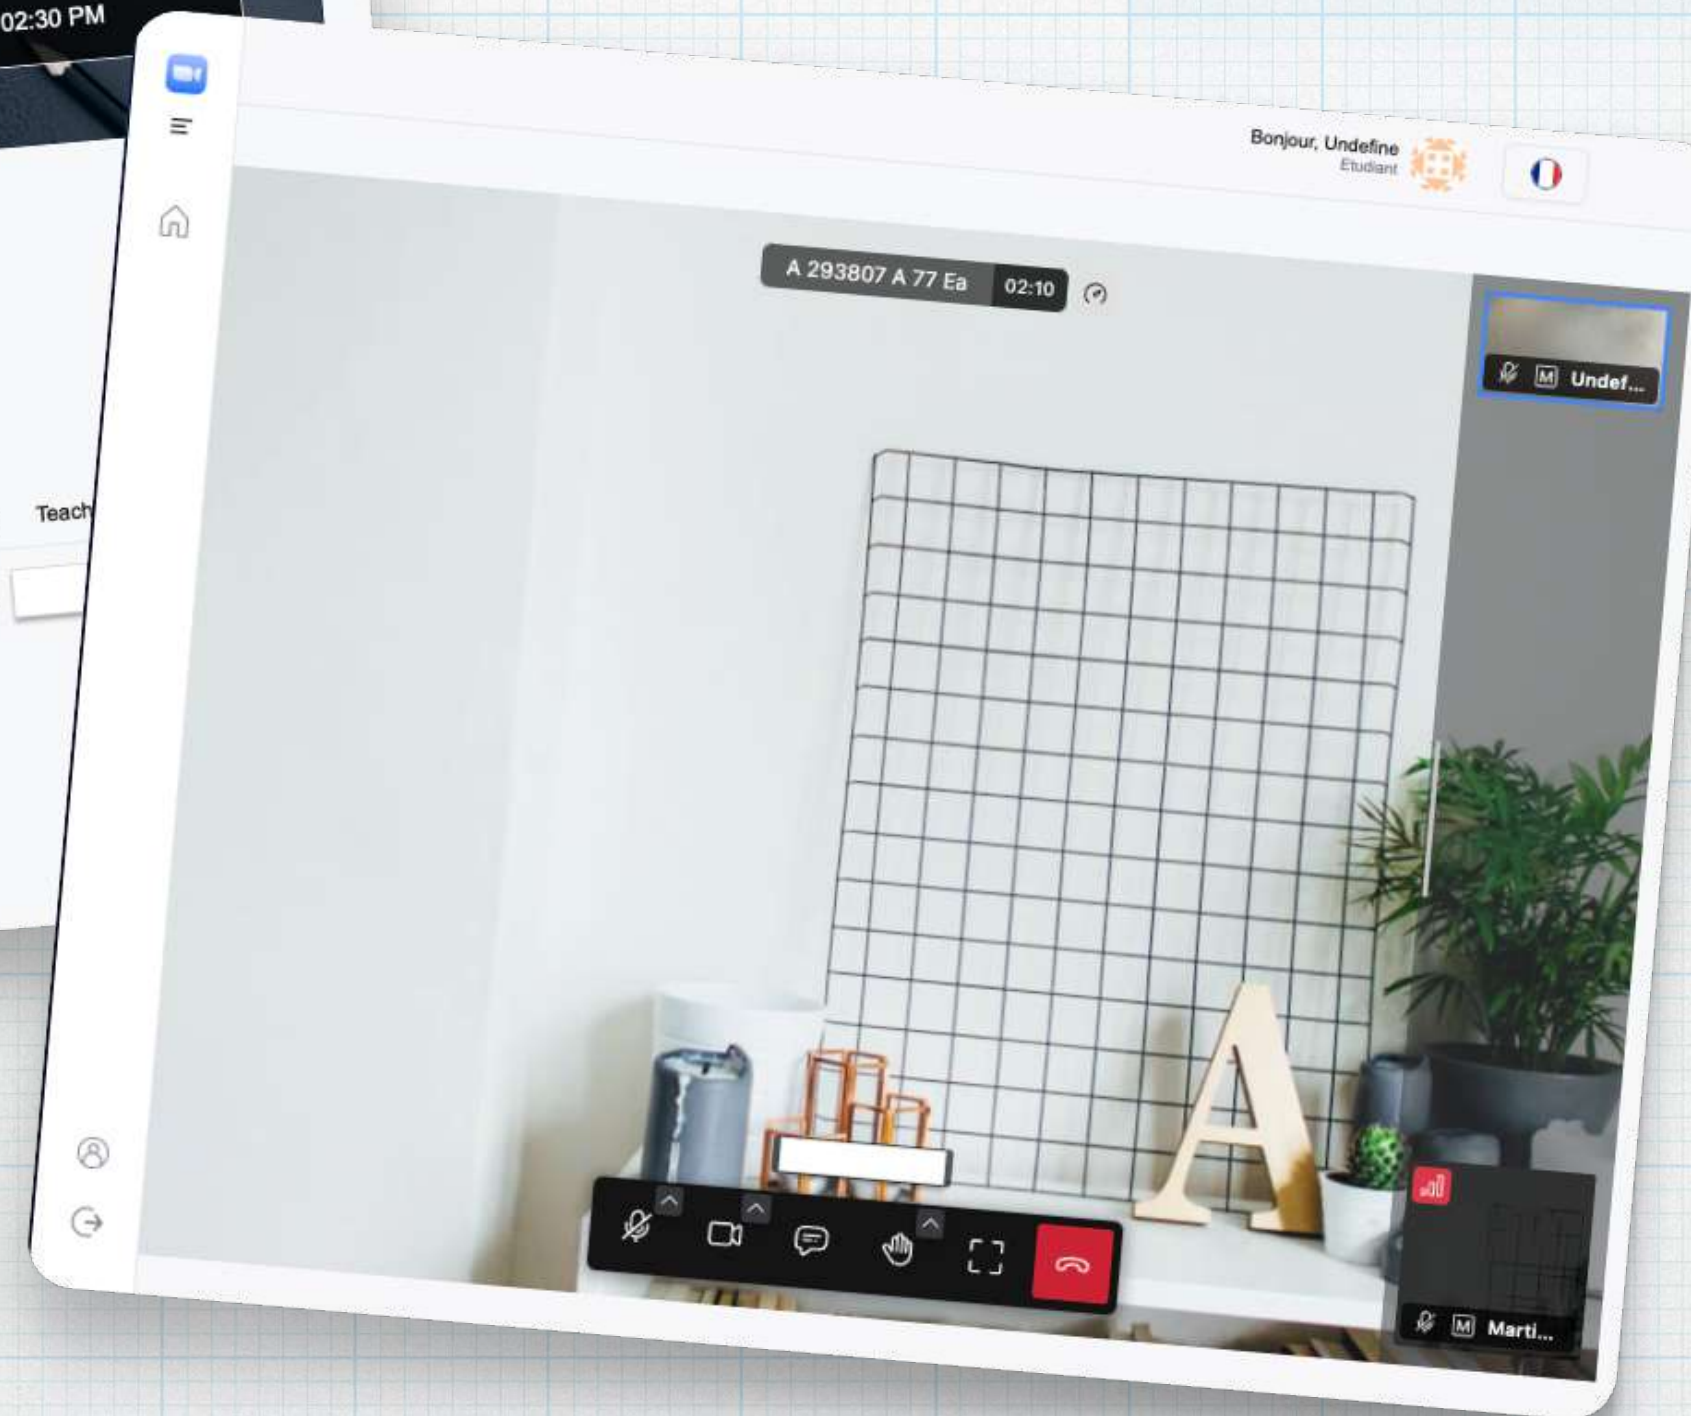 02:30 PM
Bonjour, Undefine
Etudiant
A 293807 A 77 Ea 02:10
M Undef...
Teach
A
M Marti...